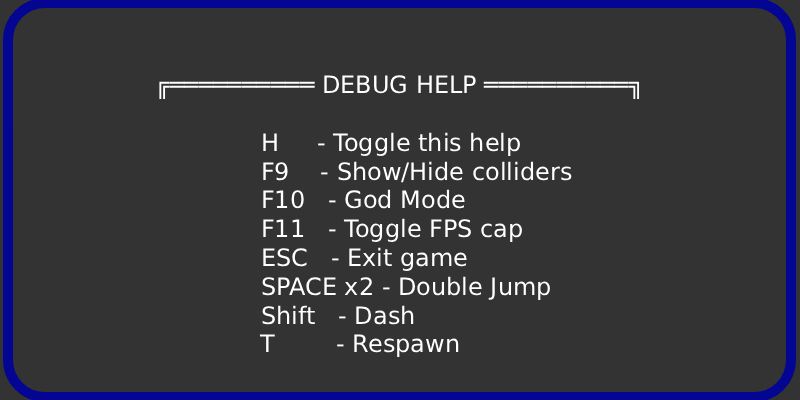 ╔══════════ DEBUG HELP ══════════╗
H - Toggle this help
F9 - Show/Hide colliders
F10 - God Mode
F11 - Toggle FPS cap
ESC - Exit game
SPACE x2 - Double Jump
Shift - Dash
T - Respawn